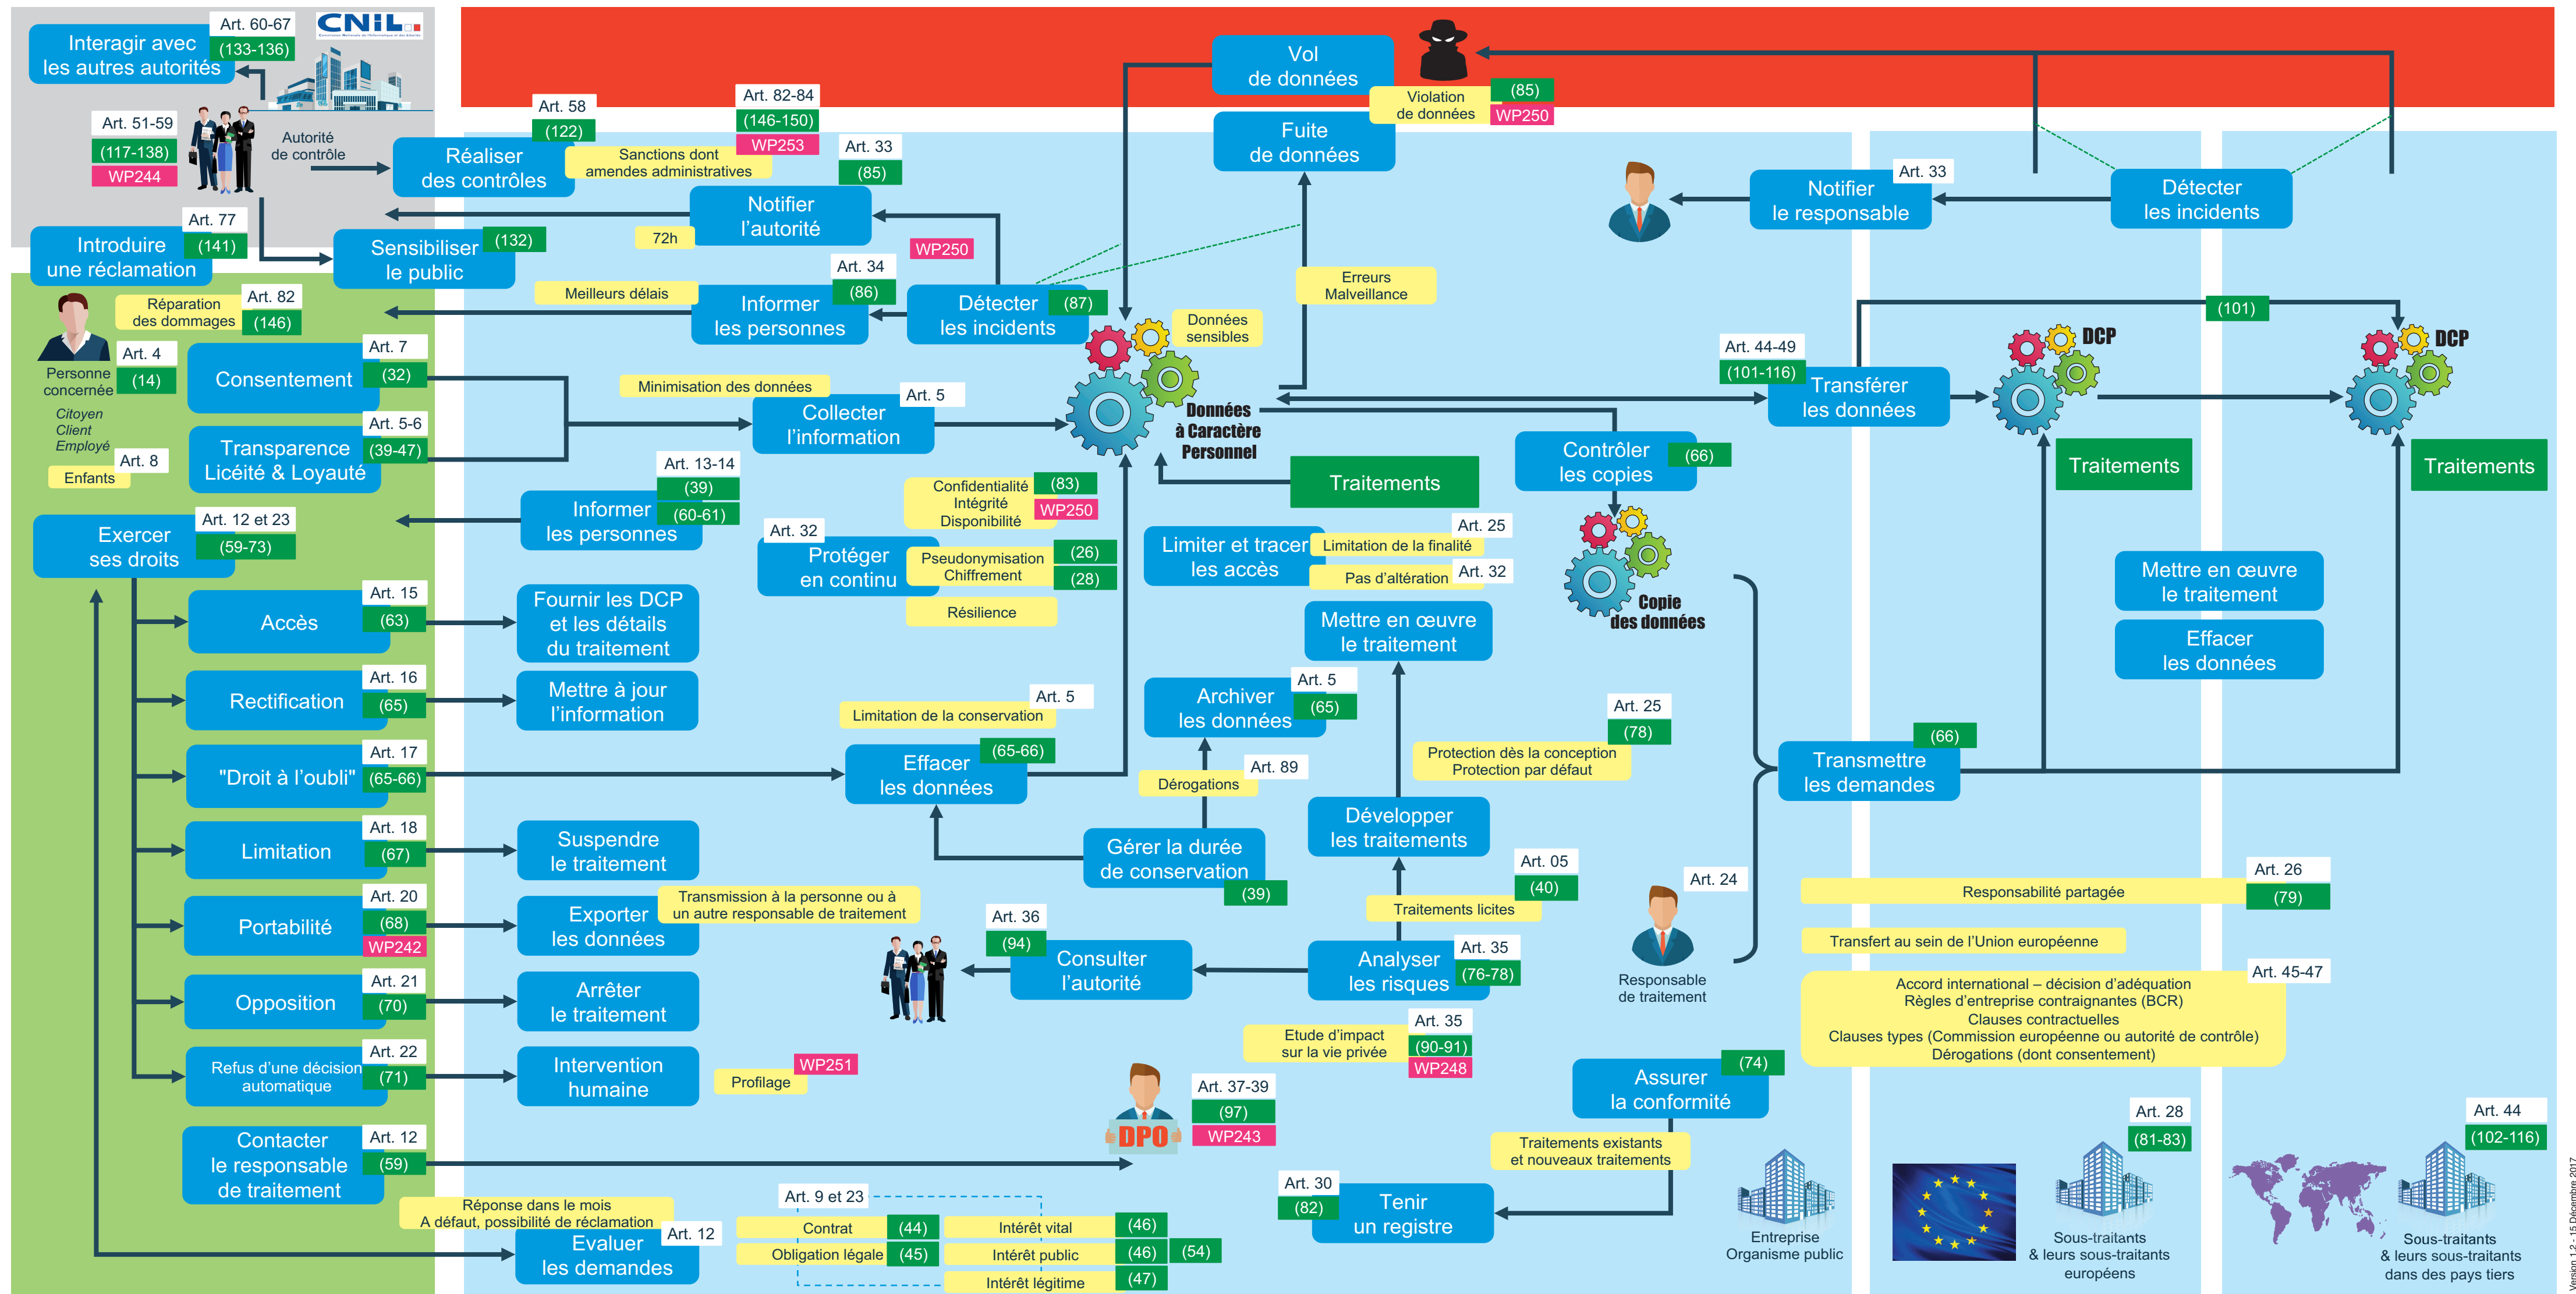 Interagir avec
les autres autorités
Art. 60-67
(133-136)
CNIL
Art. 51-59
(117-138)
WP244
Autorité
de contrôle
Introduire
une réclamation
Art. 77
(141)
Sensibiliser
le public
(132)
Réaliser
des contrôles
Art. 58
(122)
Sanctions dont
amendes administratives
Art. 82-84
(146-150)
WP253
Notifier
l’autorité
Art. 33
(85)
72h
WP250
Informer
les personnes
Art. 34
(86)
Meilleurs délais
Détecter
les incidents
(87)
Vol
de données
Violation
de données
(85)
WP250
Fuite
de données
Erreurs
Malveillance
Notifier
le responsable
Art. 33
Détecter
les incidents
Réparation
des dommages
Art. 82
(146)
Personne
concernée
Art. 4
(14)
Citoyen
Client
Employé
Art. 8
Enfants
Consentement
Art. 7
(32)
Transparence
Licéité & Loyauté
Art. 5-6
(39-47)
Minimisation des données
Collecter
l’information
Art. 5
Données
sensibles
Données
à Caractère
Personnel
Traitements
Contrôler
les copies
(66)
Copie
des données
Art. 44-49
(101-116)
Transférer
les données
(101)
DCP
DCP
Traitements
Traitements
Exercer
ses droits
Art. 12 et 23
(59-73)
Informer
les personnes
Art. 13-14
(39)
(60-61)
Protéger
en continu
Art. 32
Confidentialité
Intégrité
Disponibilité
(83)
WP250
Pseudonymisation
Chiffrement
(26)
(28)
Résilience
Limiter et tracer
les accès
Art. 25
Limitation de la finalité
Pas d’altération
Art. 32
Mettre en œuvre
le traitement
Mettre en œuvre
le traitement
Effacer
les données
Accès
Art. 15
(63)
Fournir les DCP
et les détails
du traitement
Rectification
Art. 16
(65)
Mettre à jour
l’information
"Droit à l’oubli"
Art. 17
(65-66)
Limitation de la conservation
Art. 5
Effacer
les données
(65-66)
Archiver
les données
Art. 5
(65)
Dérogations
Art. 89
Gérer la durée
de conservation
(39)
Protection dès la conception
Protection par défaut
Art. 25
(78)
Développer
les traitements
Traitements licites
Art. 05
(40)
Transmettre
les demandes
(66)
Limitation
Art. 18
(67)
Suspendre
le traitement
Portabilité
Art. 20
(68)
WP242
Exporter
les données
Transmission à la personne ou à
un autre responsable de traitement
Opposition
Art. 21
(70)
Arrêter
le traitement
Refus d’une décision
automatique
Art. 22
(71)
Intervention
humaine
Profilage
WP251
Consulter
l’autorité
Art. 36
(94)
Analyser
les risques
Art. 35
(76-78)
Etude d’impact
sur la vie privée
Art. 35
(90-91)
WP248
Art. 24
Responsable
de traitement
Responsabilité partagée
Art. 26
(79)
Transfert au sein de l’Union européenne
Art. 45-47
Accord international – décision d’adéquation
Règles d’entreprise contraignantes (BCR)
Clauses contractuelles
Clauses types (Commission européenne ou autorité de contrôle)
Dérogations (dont consentement)
Contacter
le responsable
de traitement
Art. 12
(59)
DPO
Art. 37-39
(97)
WP243
Assurer
la conformité
(74)
Traitements existants
et nouveaux traitements
Tenir
un registre
Art. 30
(82)
Réponse dans le mois
A défaut, possibilité de réclamation
Evaluer
les demandes
Art. 12
Art. 9 et 23
Contrat
(44)
Obligation légale
(45)
Intérêt vital
(46)
Intérêt public
(46)
(54)
Intérêt légitime
(47)
Entreprise
Organisme public
Art. 28
(81-83)
Sous-traitants
& leurs sous-traitants
européens
Art. 44
(102-116)
Sous-traitants
& leurs sous-traitants
dans des pays tiers
Version 1.2 - 15 Décembre 2017